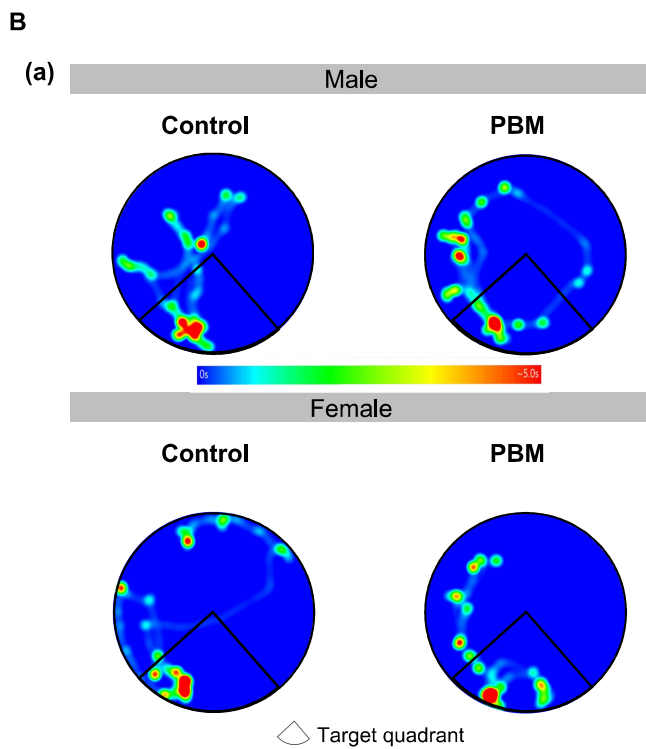 B
(a)
Male
Control PBM
0s ~5.0s
Female
Control PBM
Target quadrant